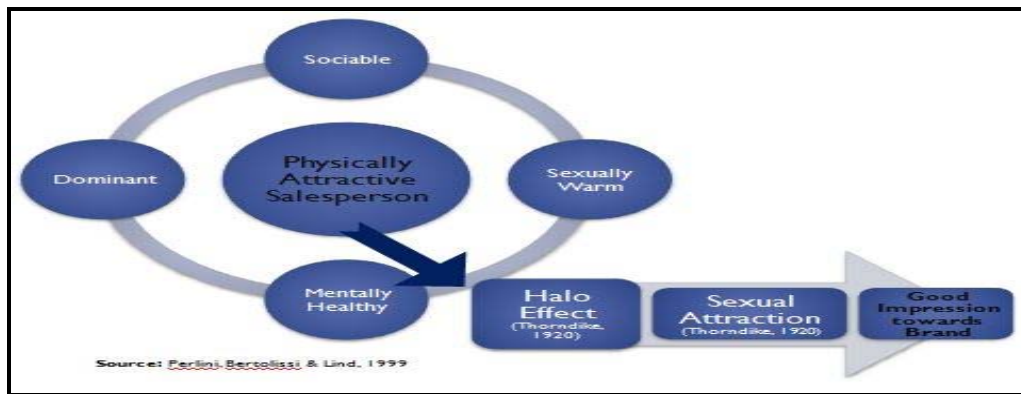 Sociable
Dominant
Physically
Attractive
Salesperson
Sexually
Warm
Mentally
Healthy
Halo
Effect
(Thorndike,
1920)
Sexual
Attraction
(Thorndike, 1920)
Good
Impression
towards
Brand
Source: Perlini, Bertolissi & Lind, 1999